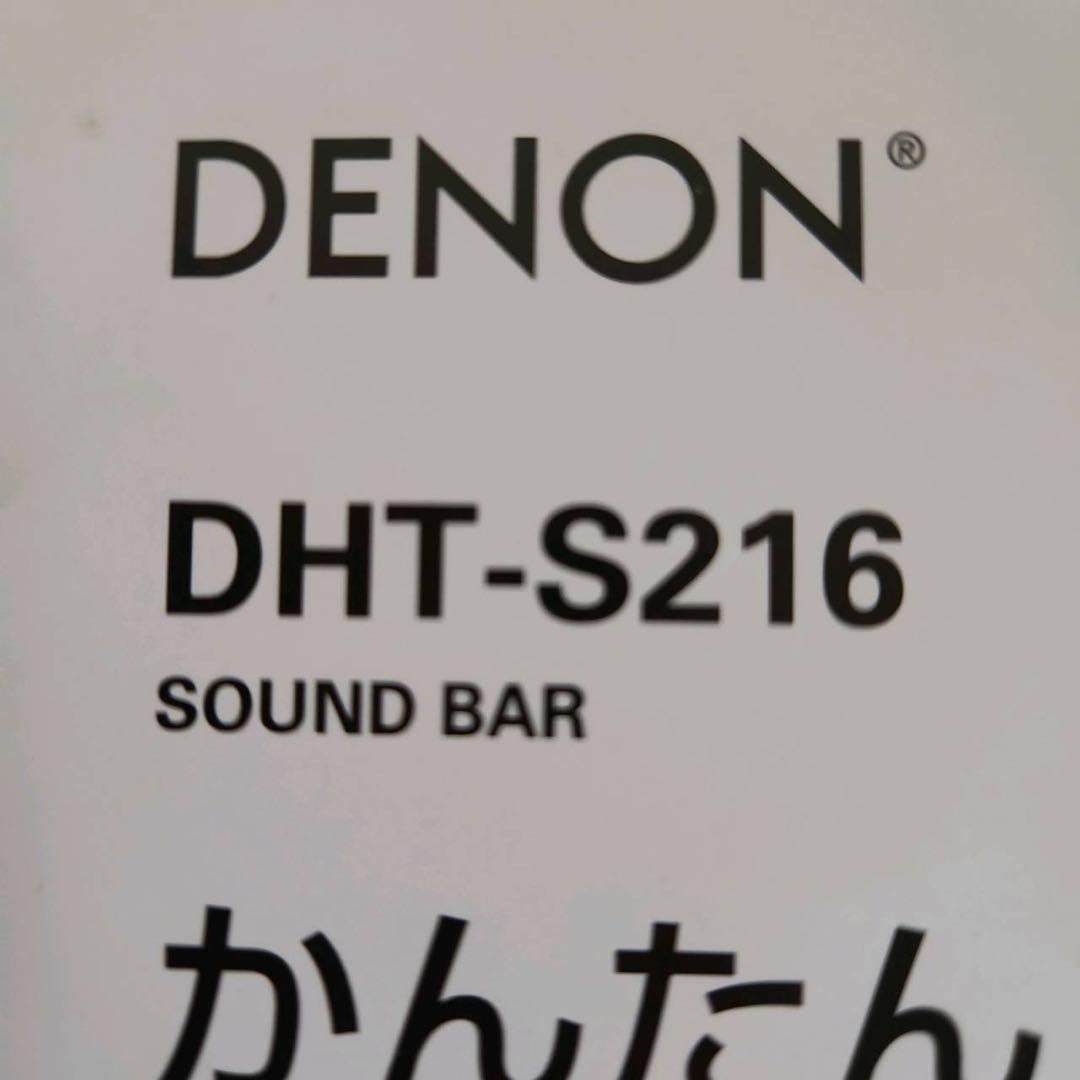 DENON®
DHT-S216
SOUND BAR
かんたん